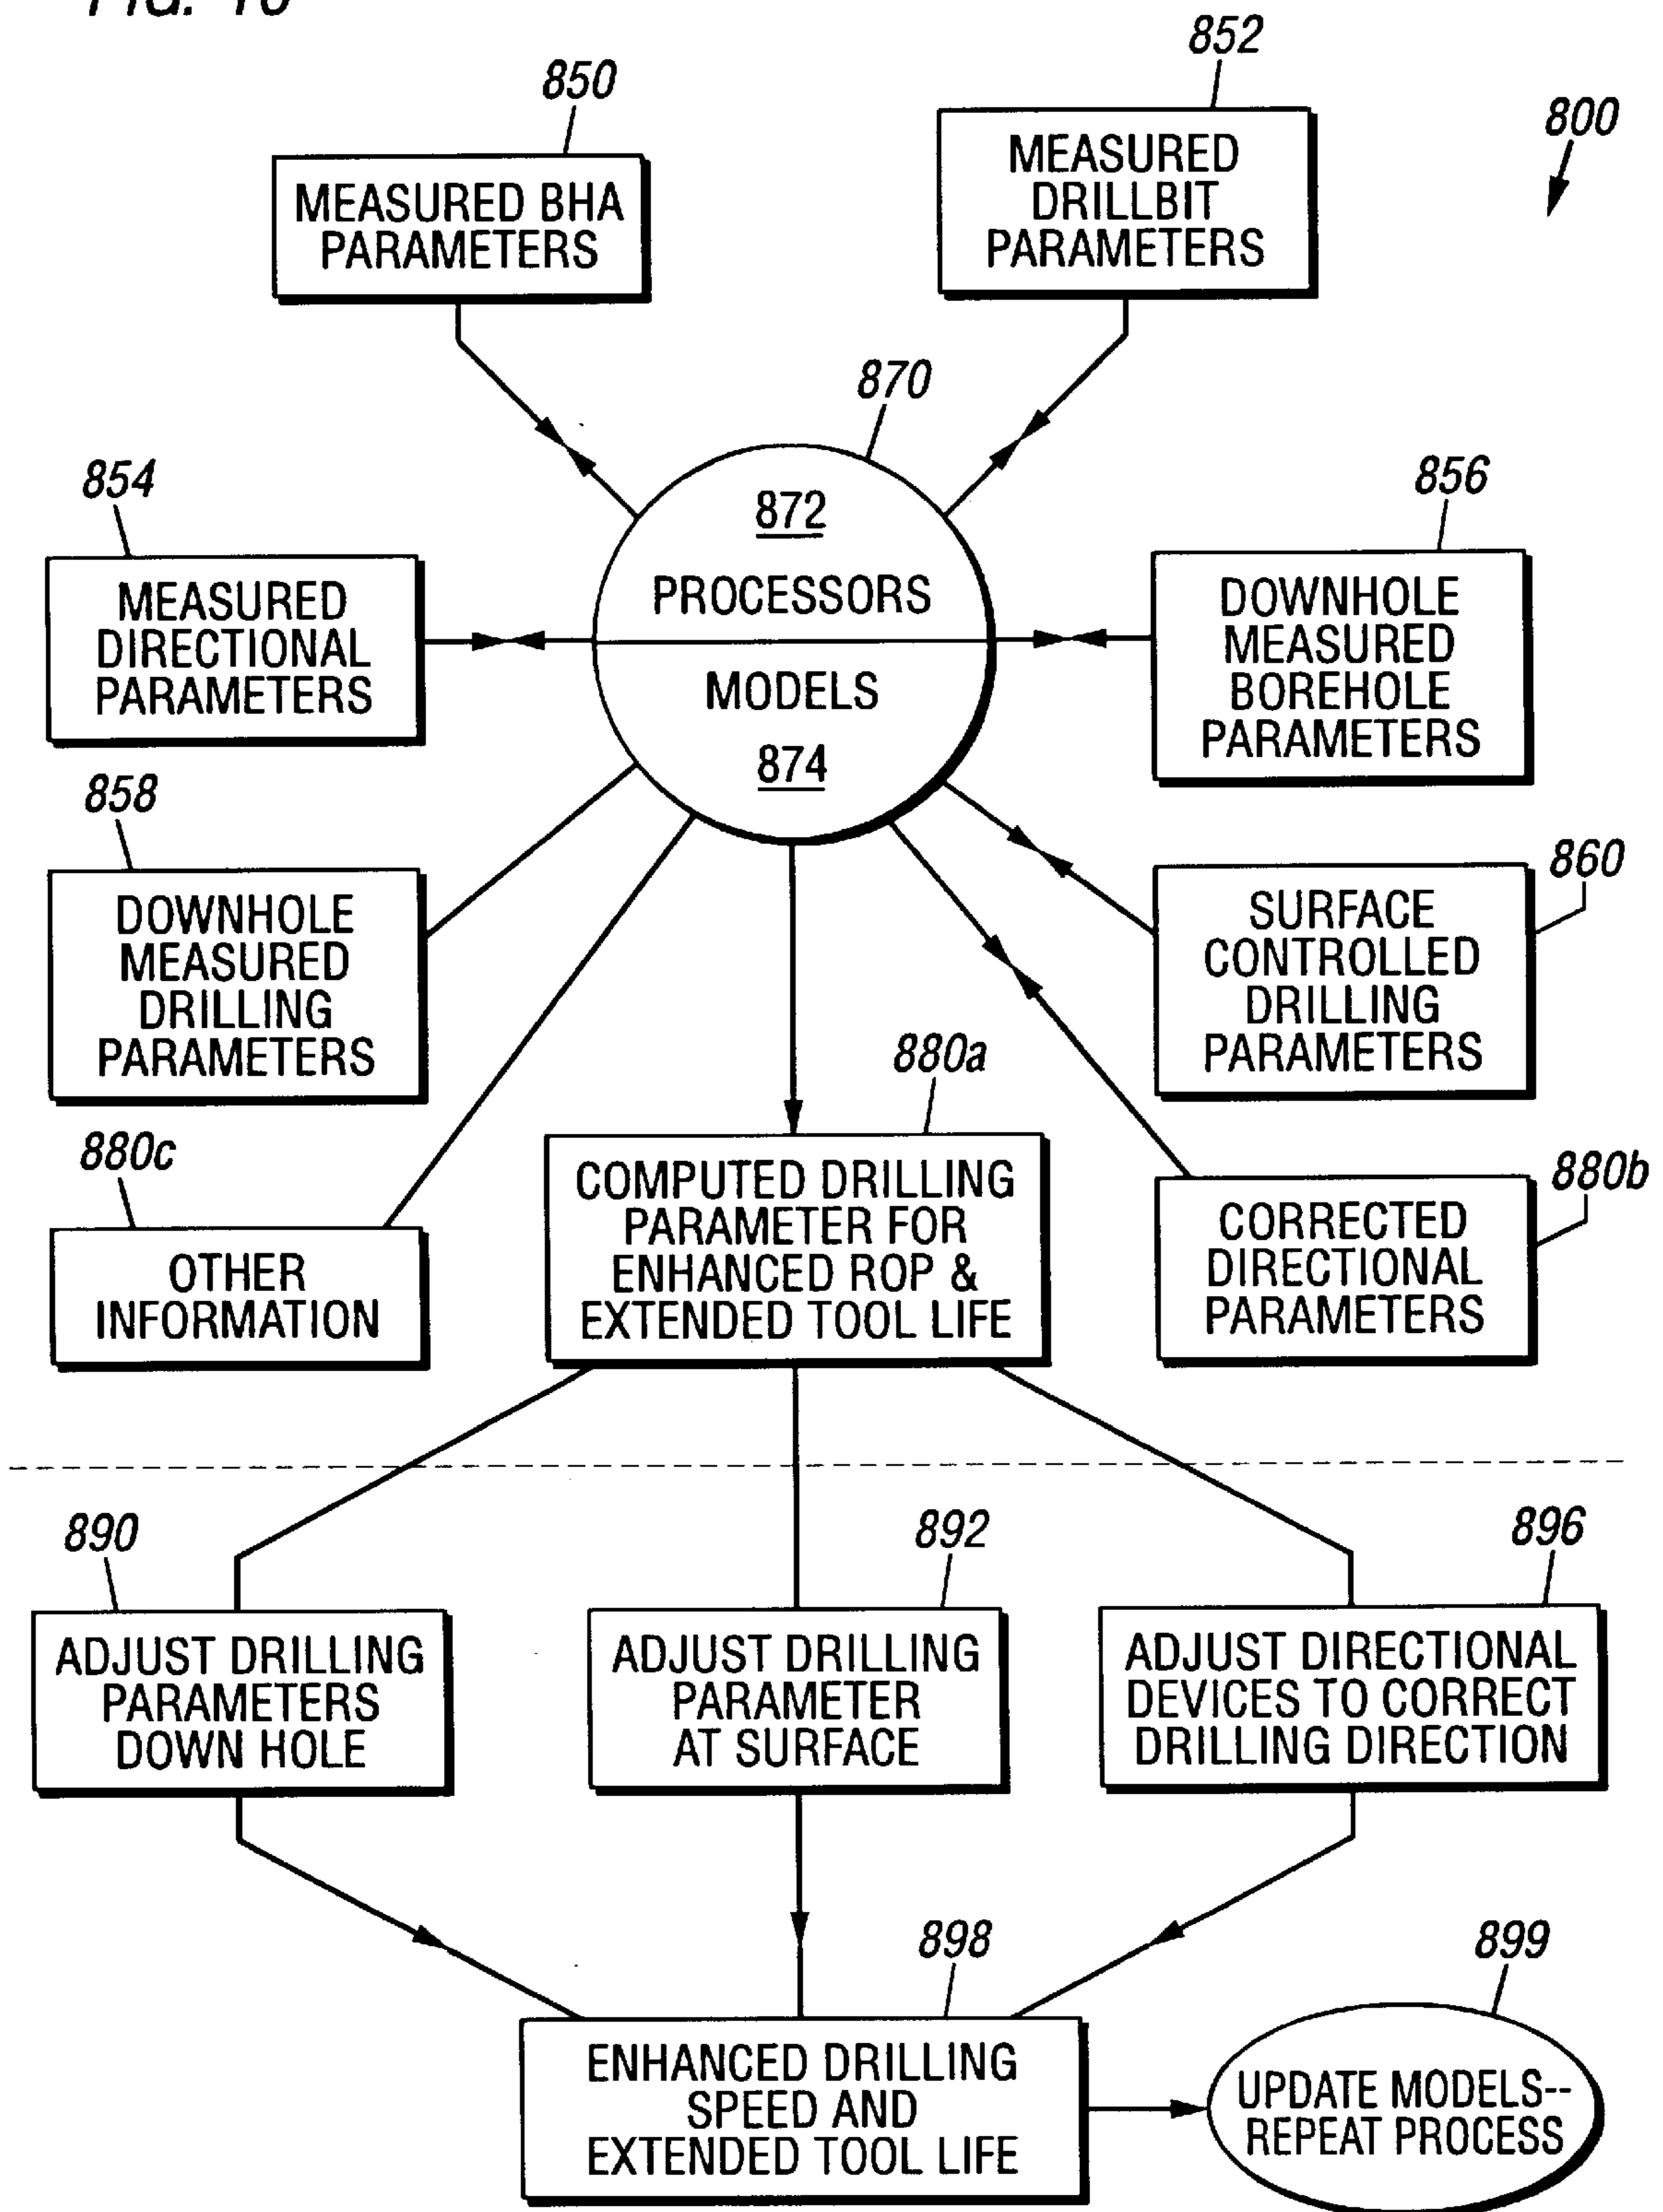 850
852
800
MEASURED BHA
PARAMETERS
MEASURED
DRILLBIT
PARAMETERS
870
854
856
872
PROCESSORS
MODELS
874
MEASURED
DIRECTIONAL
PARAMETERS
DOWNHOLE
MEASURED
BOREHOLE
PARAMETERS
858
860
DOWNHOLE
MEASURED
DRILLING
PARAMETERS
SURFACE
CONTROLLED
DRILLING
PARAMETERS
880c
880a
880b
OTHER
INFORMATION
COMPUTED DRILLING
PARAMETER FOR
ENHANCED ROP &
EXTENDED TOOL LIFE
CORRECTED
DIRECTIONAL
PARAMETERS
890
892
896
ADJUST DRILLING
PARAMETERS
DOWN HOLE
ADJUST DRILLING
PARAMETER
AT SURFACE
ADJUST DIRECTIONAL
DEVICES TO CORRECT
DRILLING DIRECTION
898
899
ENHANCED DRILLING
SPEED AND
EXTENDED TOOL LIFE
UPDATE MODELS--
REPEAT PROCESS